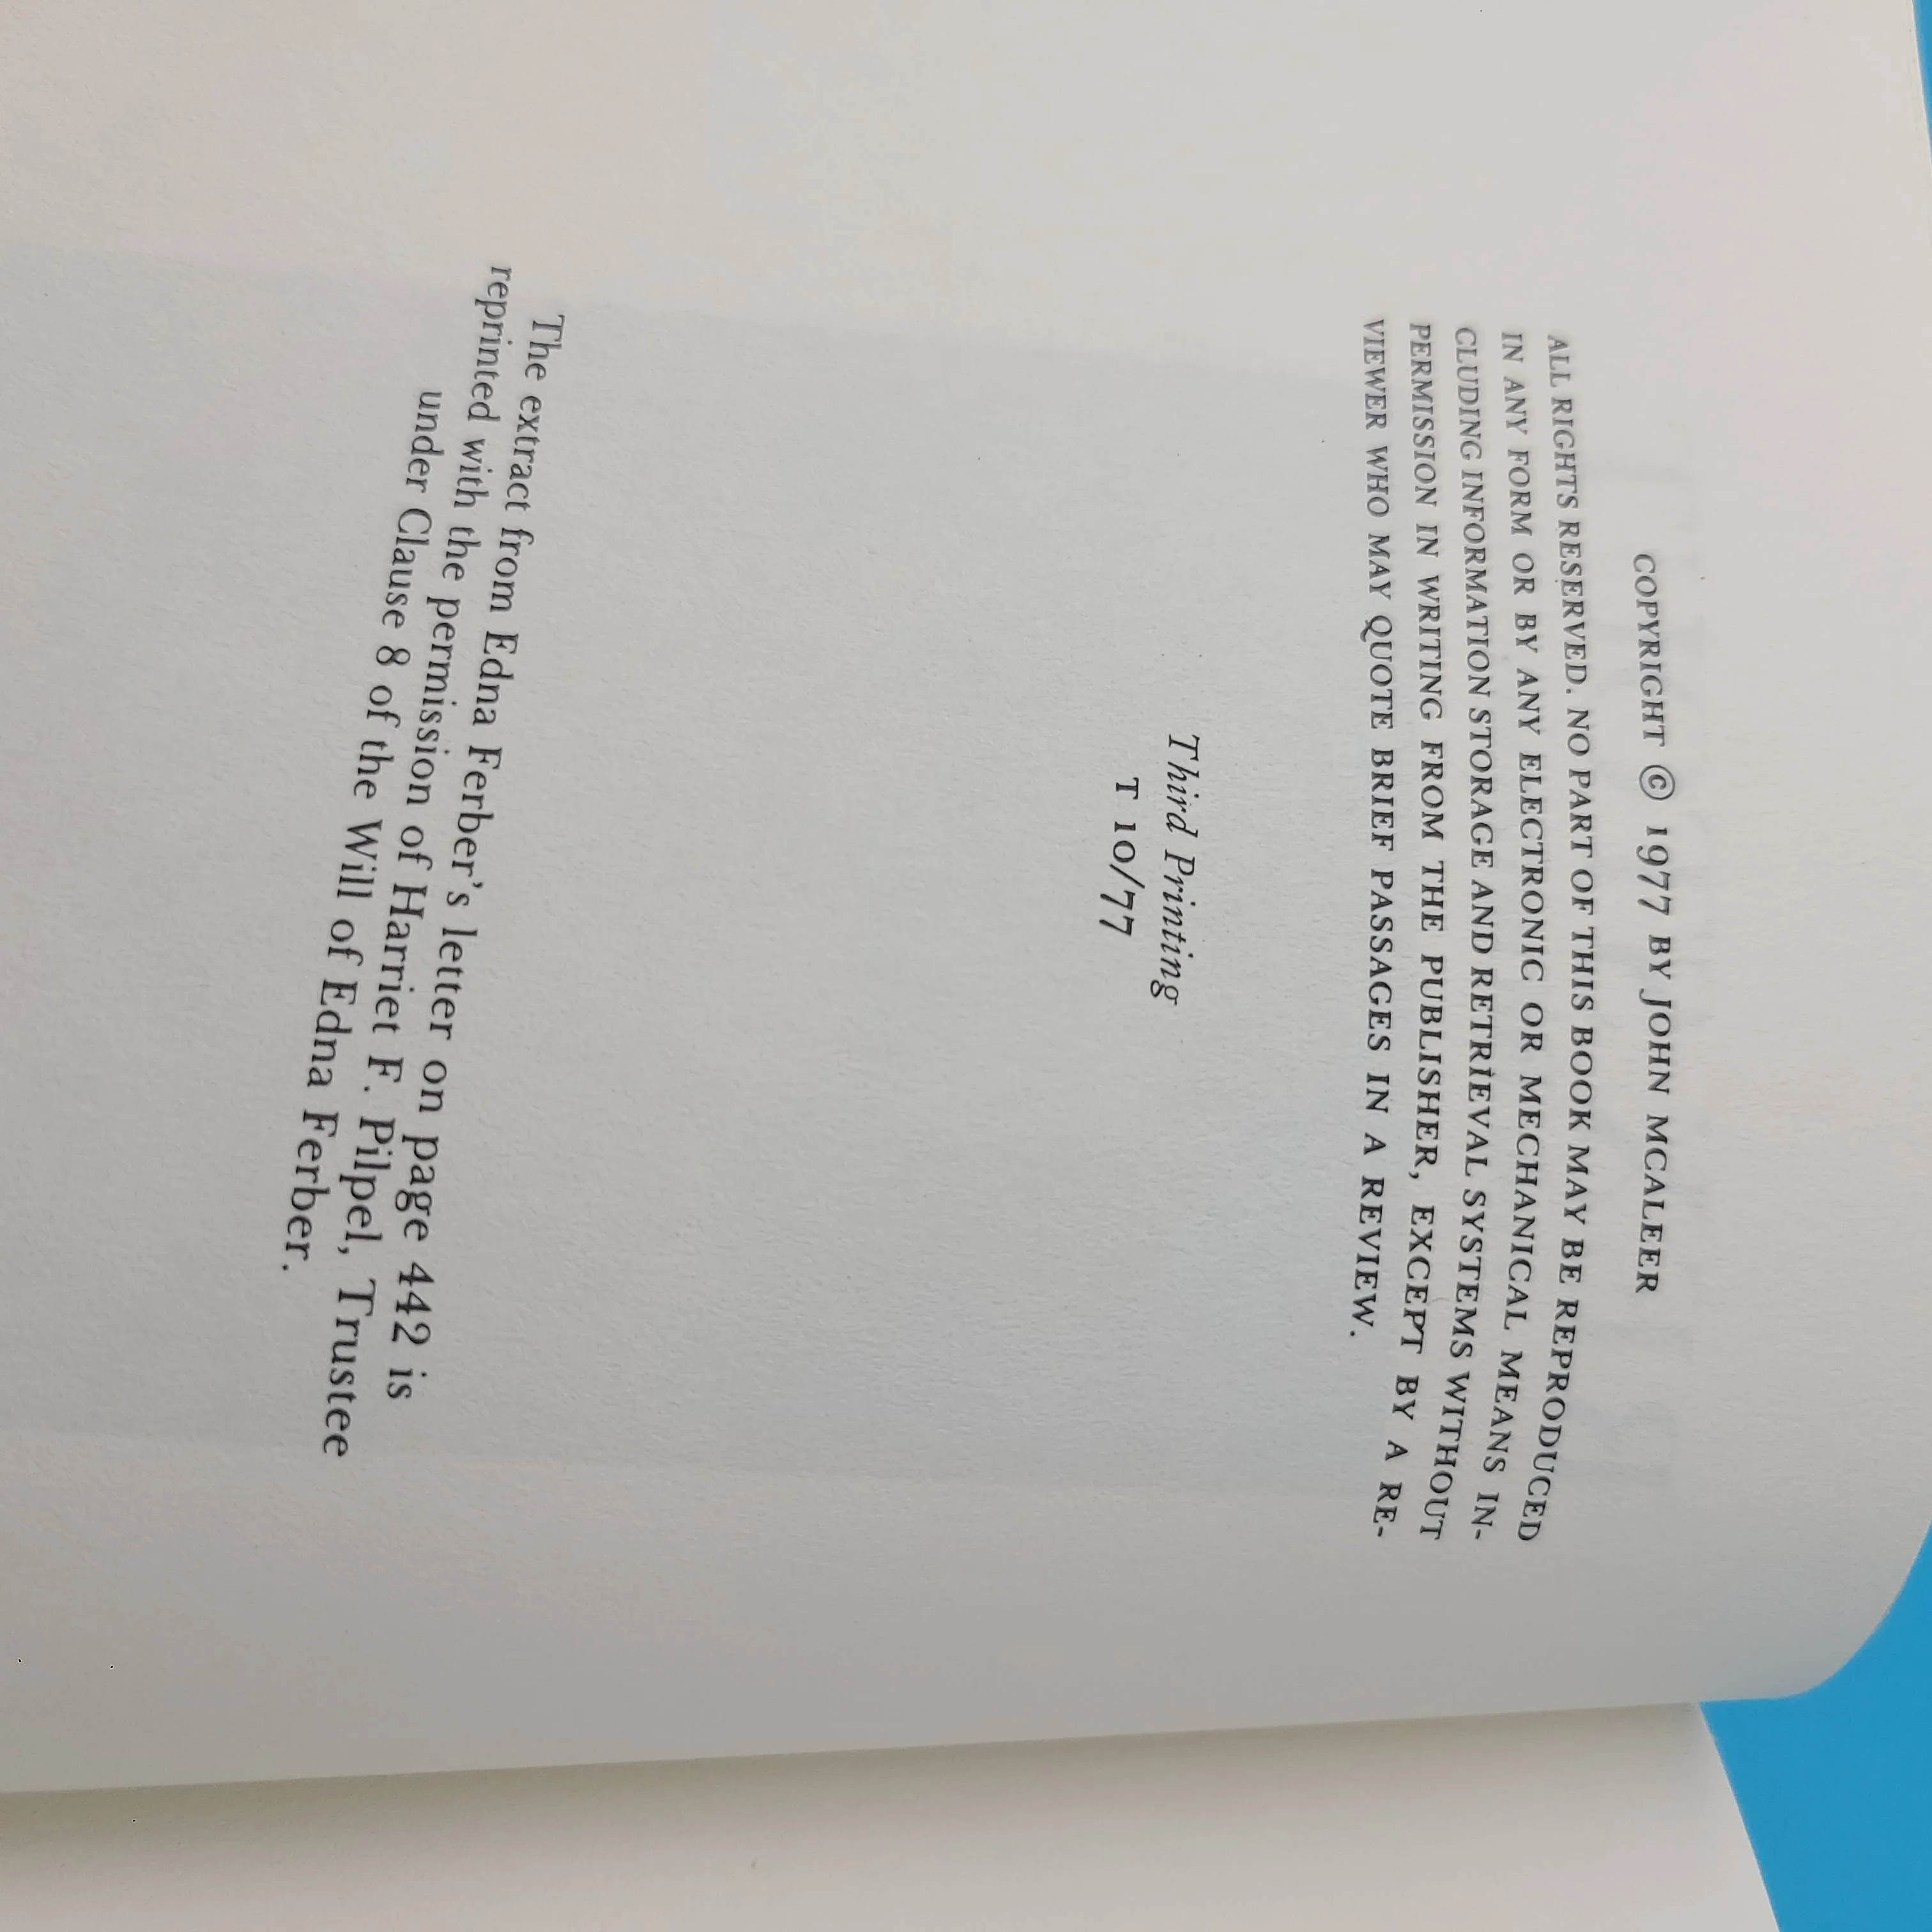 COPYRIGHT © 1977 BY JOHN MCALEER
ALL RIGHTS RESERVED. NO PART OF THIS BOOK MAY BE REPRODUCED
IN ANY FORM OR BY ANY ELECTRONIC OR MECHANICAL MEANS IN-
CLUDING INFORMATION STORAGE AND RETRIEVAL SYSTEMS WITHOUT
PERMISSION IN WRITING FROM THE PUBLISHER, EXCEPT BY A RE-
VIEWER WHO MAY QUOTE BRIEF PASSAGES IN A REVIEW.
Third Printing
T 10/77
The extract from Edna Ferber's letter on page 442 is
reprinted with the permission of Harriet F. Pilpel, Trustee
under Clause 8 of the Will of Edna Ferber.